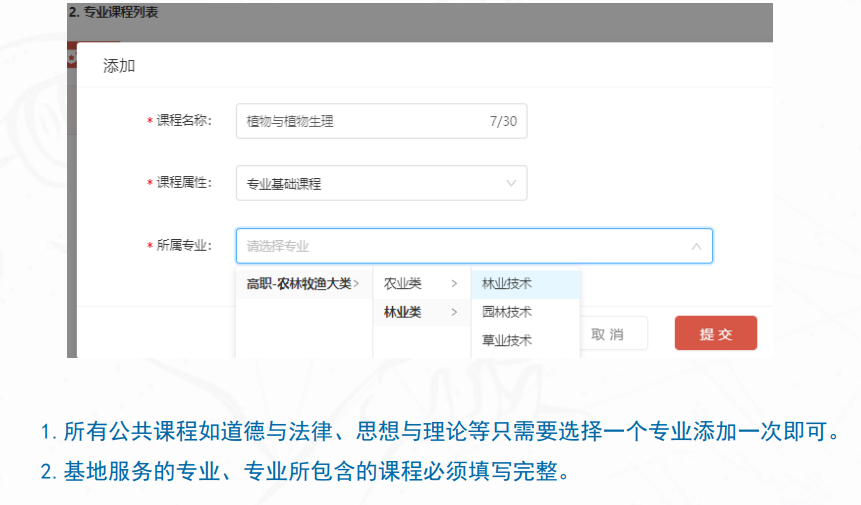 2. 专业课程列表
添加
* 课程名称: 植物与植物生理 7/30
* 课程属性: 专业基础课程
* 所属专业: 请选择专业
高职-农林牧渔大类> 农业类 > 林业技术
林业类 > 园林技术
草业技术
取 消 提 交
1. 所有公共课程如道德与法律、思想与理论等只需要选择一个专业添加一次即可。
2. 基地服务的专业、专业所包含的课程必须填写完整。